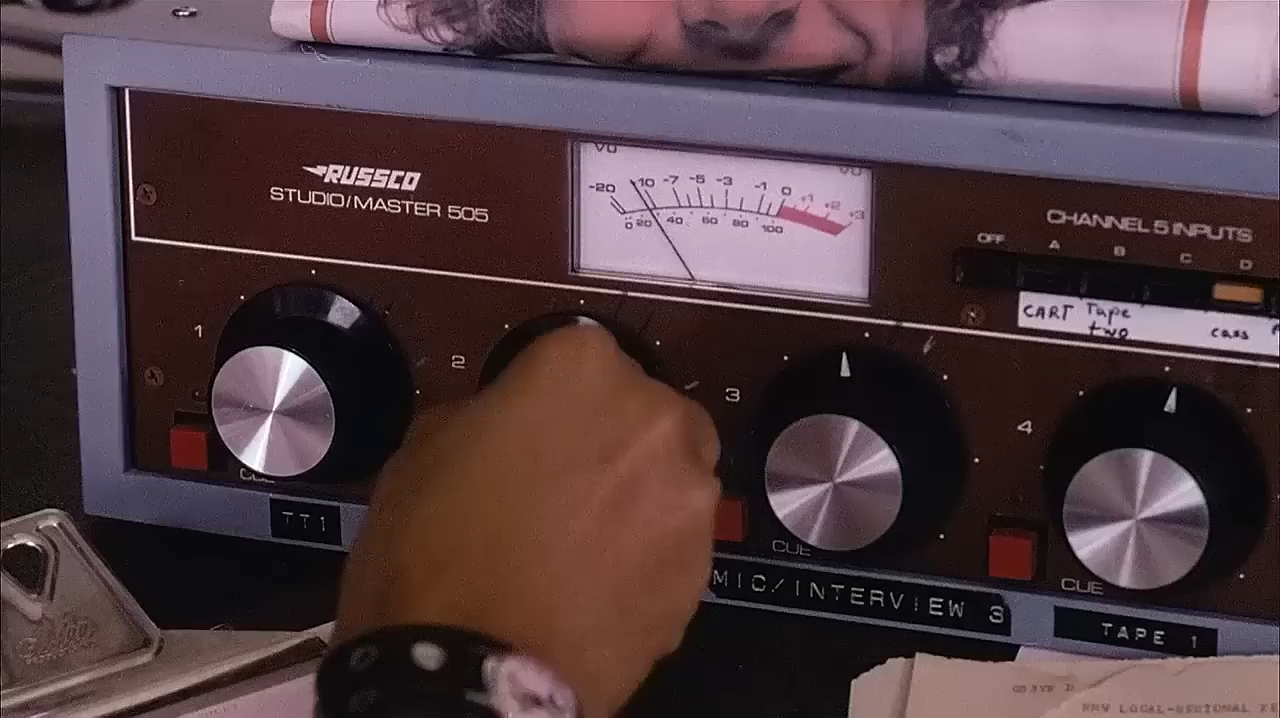 RUSSCO
STUDIO/MASTER 505
VU VU
-20 -10 -7 -5 -3 -1 0 +1 +2 +3
0 20 40 60 80 100
CHANNEL 5 INPUTS
OFF A B C D
CART Tape two cass
1
2
3
4
CUE
CUE
CUE
TT1
MIC/INTERVIEW 3
TAPE 1
RNV LOCAL-REGIONAL